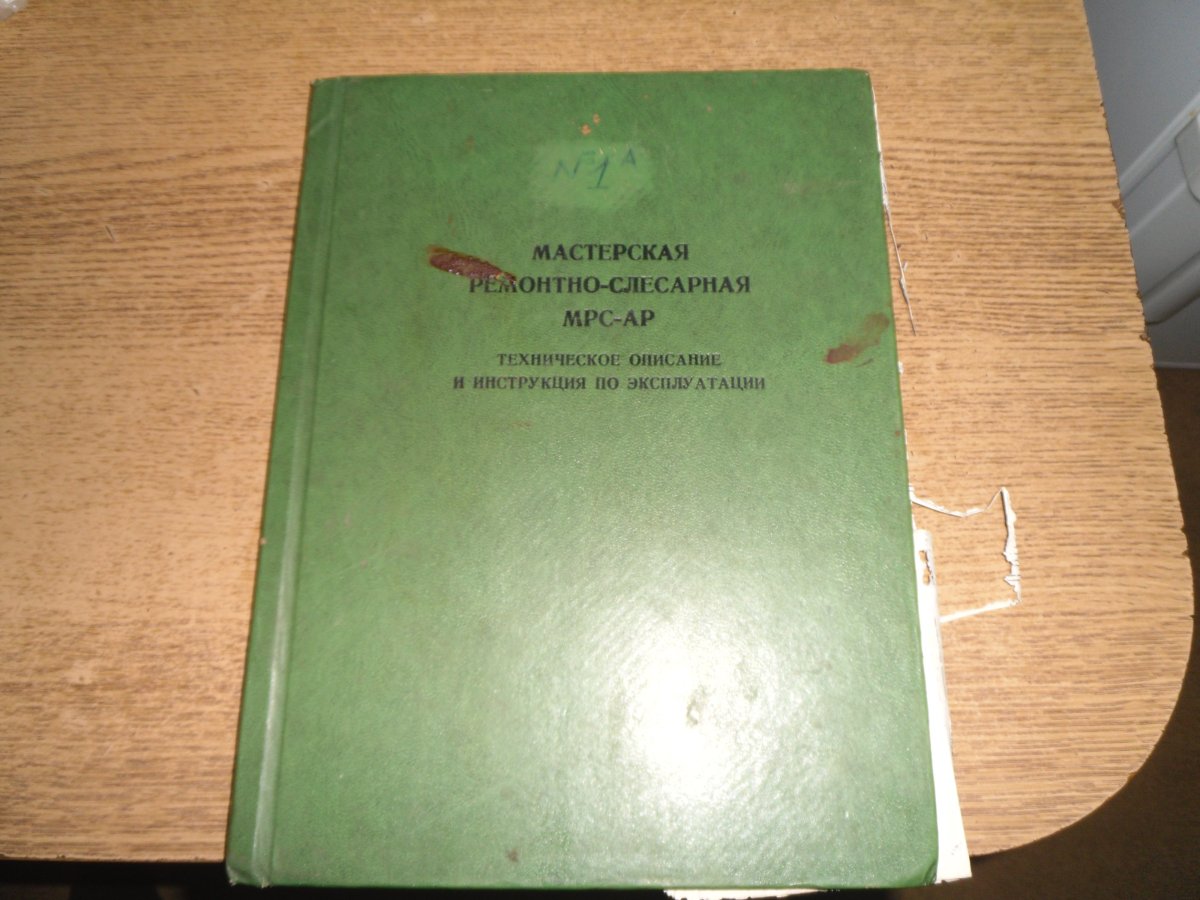 №1А
МАСТЕРСКАЯ
РЕМОНТНО-СЛЕСАРНАЯ
МРС-АР
ТЕХНИЧЕСКОЕ ОПИСАНИЕ
И ИНСТРУКЦИЯ ПО ЭКСПЛУАТАЦИИ